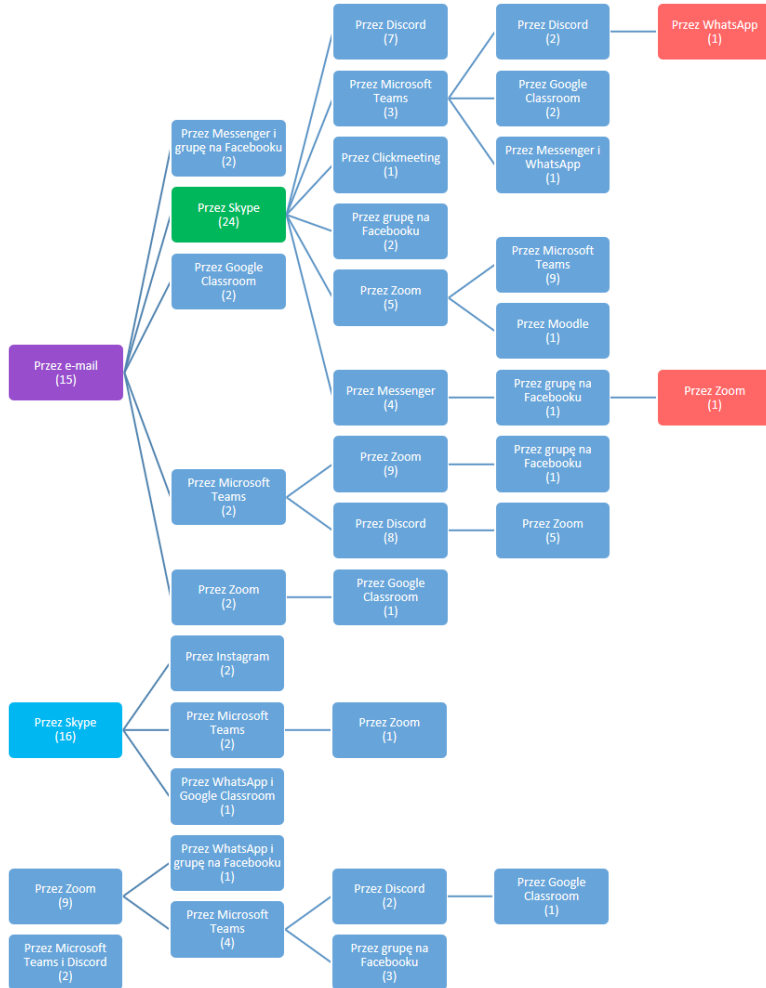 Przez Discord
(7)
Przez Discord
(2)
Przez WhatsApp
(1)
Przez Microsoft
Teams
(3)
Przez Google
Classroom
(2)
Przez Messenger i
grupę na Facebooku
(2)
Przez Clickmeeting
(1)
Przez Messenger i
WhatsApp
(1)
Przez Skype
(24)
Przez grupę na
Facebooku
(2)
Przez Google
Classroom
(2)
Przez Zoom
(5)
Przez Microsoft
Teams
(9)
Przez Moodle
(1)
Przez e-mail
(15)
Przez Messenger
(4)
Przez grupę na
Facebooku
(1)
Przez Zoom
(1)
Przez Microsoft
Teams
(2)
Przez Zoom
(9)
Przez grupę na
Facebooku
(1)
Przez Discord
(8)
Przez Zoom
(5)
Przez Zoom
(2)
Przez Google
Classroom
(1)
Przez Instagram
(2)
Przez Skype
(16)
Przez Microsoft
Teams
(2)
Przez Zoom
(1)
Przez WhatsApp i
Google Classroom
(1)
Przez WhatsApp i
grupę na Facebooku
(1)
Przez Zoom
(9)
Przez Microsoft
Teams
(4)
Przez Discord
(2)
Przez Google
Classroom
(1)
Przez Microsoft
Teams i Discord
(2)
Przez grupę na
Facebooku
(3)